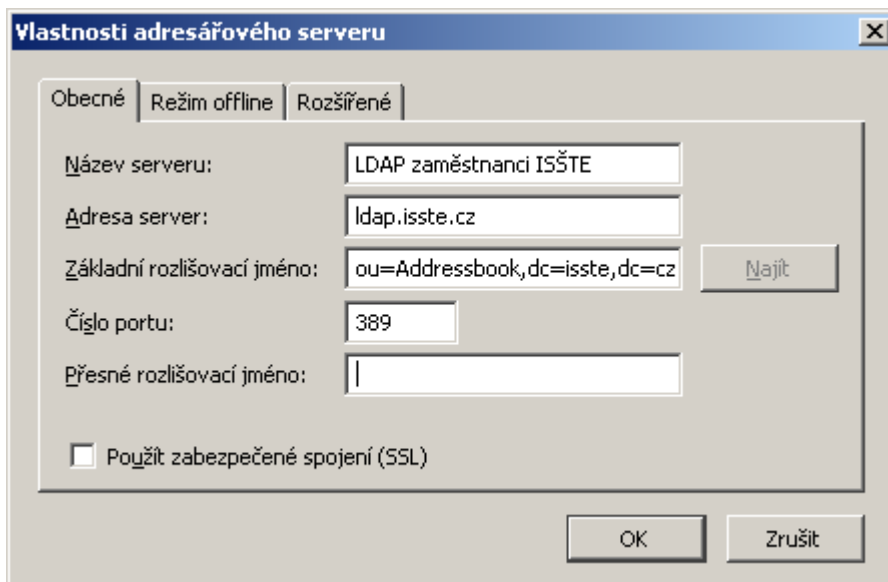 Vlastnosti adresářového serveru
Obecné Režim offline Rozšířené
Název serveru: LDAP zaměstnanci ISŠTE
Adresa server: ldap.isste.cz
Základní rozlišovací jméno: ou=Addressbook,dc=isste,dc=cz Najít
Číslo portu: 389
Přesné rozlišovací jméno:
Použít zabezpečené spojení (SSL)
OK Zrušit